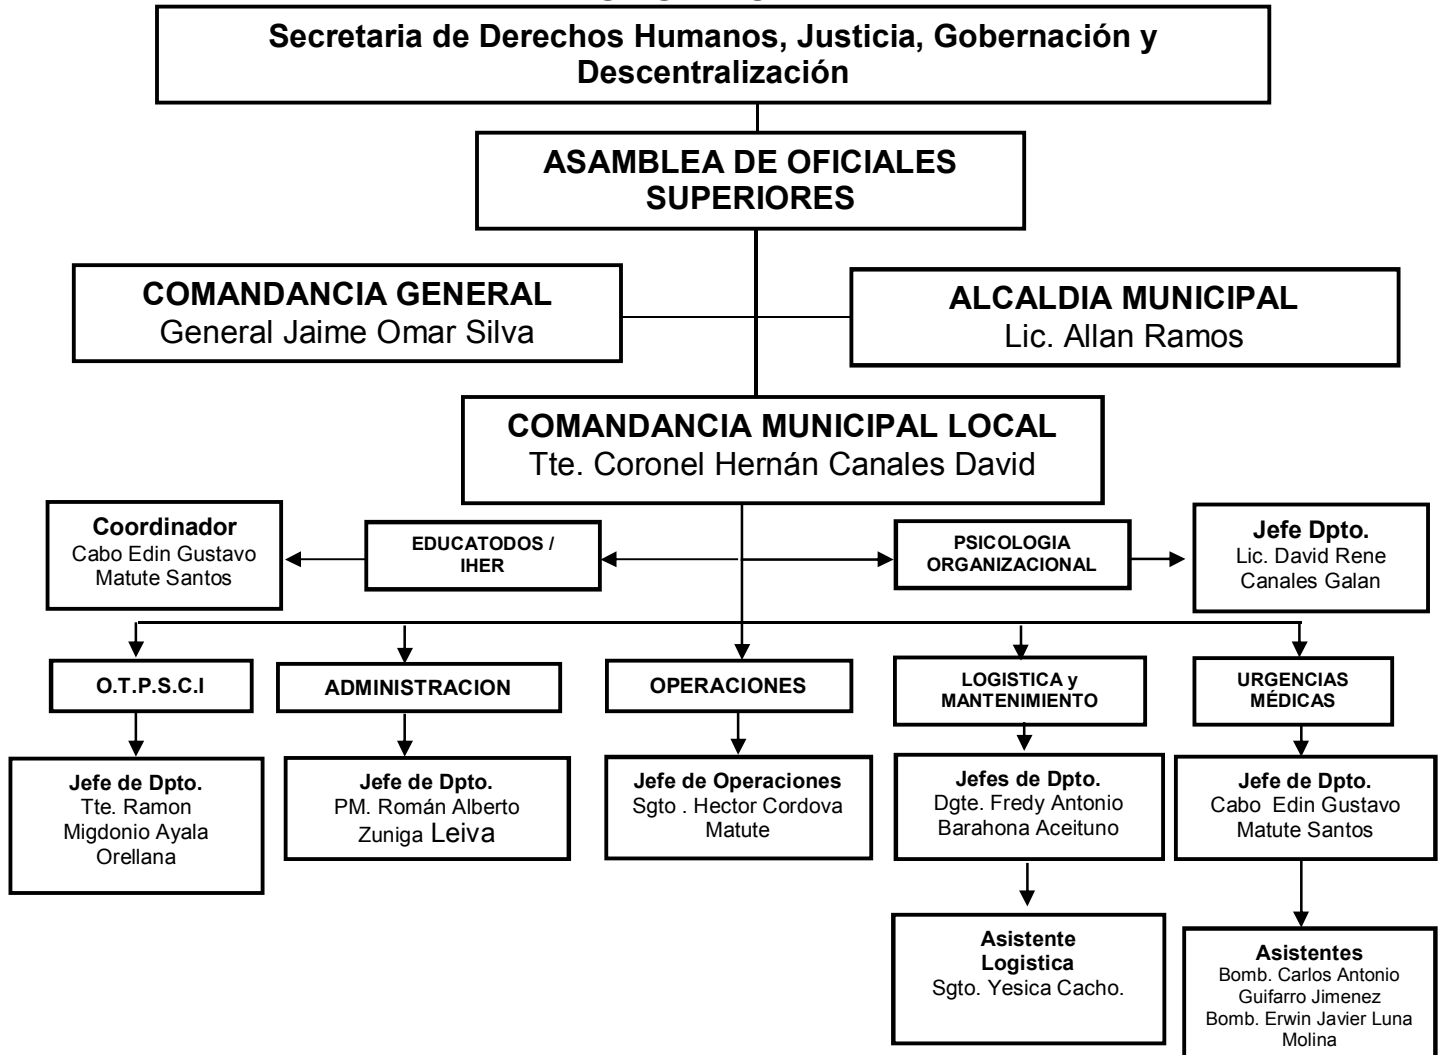 Secretaria de Derechos Humanos, Justicia, Gobernación y
Descentralización
ASAMBLEA DE OFICIALES
SUPERIORES
COMANDANCIA GENERAL
General Jaime Omar Silva
ALCALDIA MUNICIPAL
Lic. Allan Ramos
COMANDANCIA MUNICIPAL LOCAL
Tte. Coronel Hernán Canales David
Coordinador
Cabo Edin Gustavo
Matute Santos
EDUCATODOS /
IHER
PSICOLOGIA
ORGANIZACIONAL
Jefe Dpto.
Lic. David Rene
Canales Galan
O.T.P.S.C.I
ADMINISTRACION
OPERACIONES
LOGISTICA y
MANTENIMIENTO
URGENCIAS
MÉDICAS
Jefe de Dpto.
Tte. Ramon
Migdonio Ayala
Orellana
Jefe de Dpto.
PM. Román Alberto
Zuniga Leiva
Jefe de Operaciones
Sgto . Hector Cordova
Matute
Jefes de Dpto.
Dgte. Fredy Antonio
Barahona Aceituno
Jefe de Dpto.
Cabo Edin Gustavo
Matute Santos
Asistente
Logistica
Sgto. Yesica Cacho.
Asistentes
Bomb. Carlos Antonio
Guifarro Jimenez
Bomb. Erwin Javier Luna
Molina